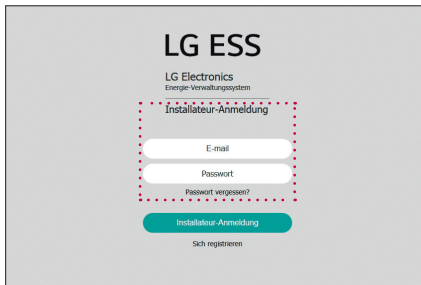 LG ESS
LG Electronics
Energie-Verwaltungssystem
Installateur-Anmeldung
E-mail
Passwort
Passwort vergessen?
Installateur-Anmeldung
Sich registrieren